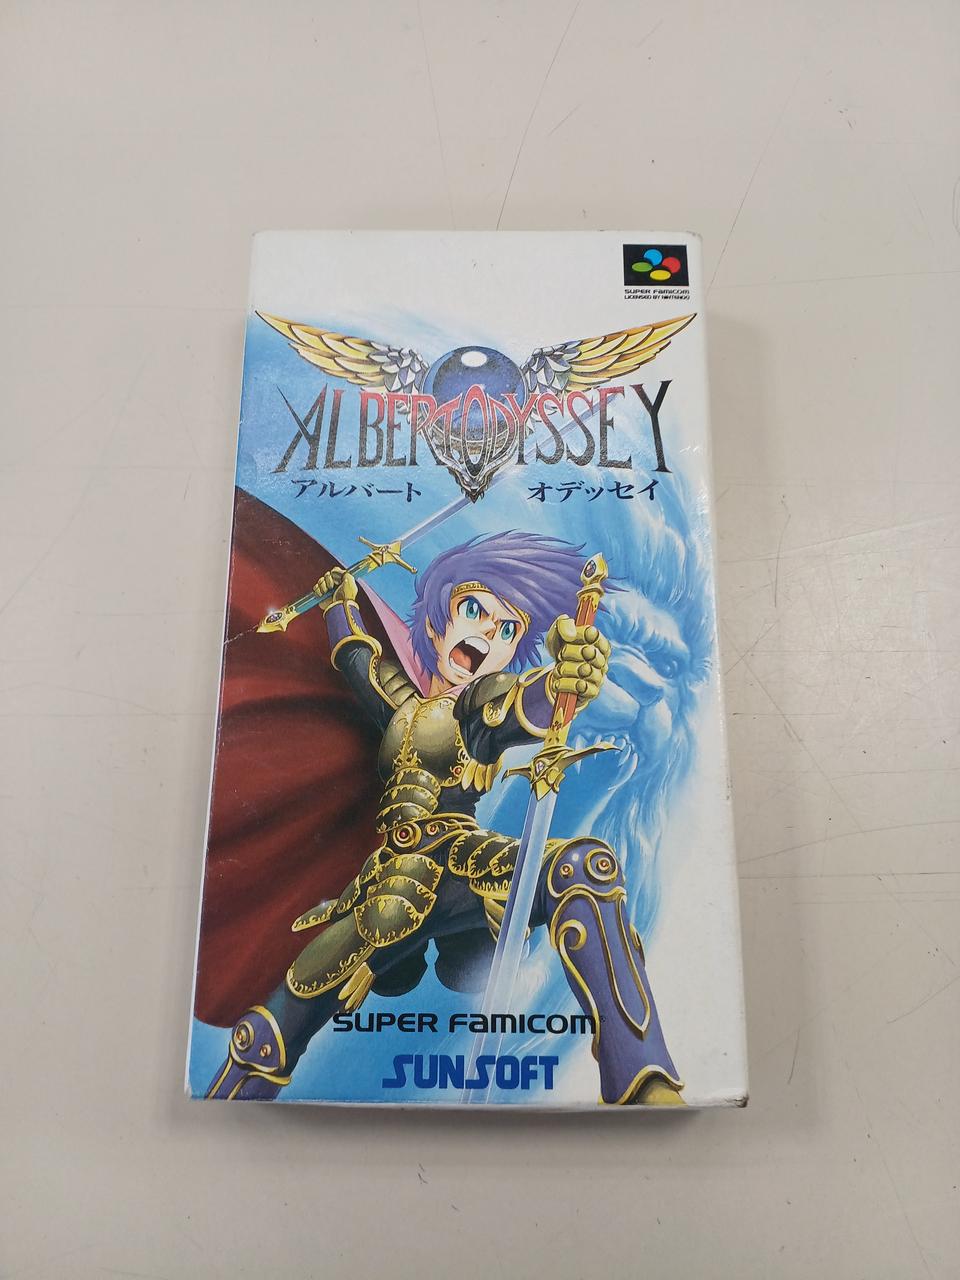 SUPER FAMICOM
LICENSED BY NINTENDO
ALBERT ODYSSEY
アルバート オデッセイ
SUPER FAMICOM
SUNSOFT